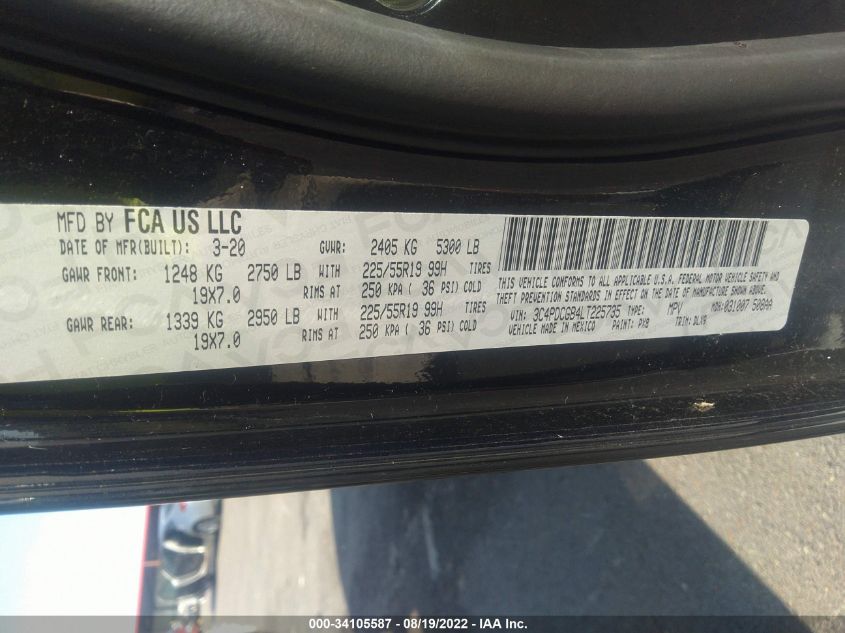 MFD BY FCA US LLC
DATE OF MFR(BUILT): 3-20 GVWR: 2405 KG 5300 LB
GAWR FRONT: 1248 KG 2750 LB WITH 225/55R19 99H TIRES
19X7.0 RIMS AT 250 KPA ( 36 PSI) COLD
GAWR REAR: 1339 KG 2950 LB WITH 225/55R19 99H TIRES
19X7.0 RIMS AT 250 KPA ( 36 PSI) COLD
THIS VEHICLE CONFORMS TO ALL APPLICABLE U.S.A. FEDERAL MOTOR VEHICLE SAFETY AND
THEFT PREVENTION STANDARDS IN EFFECT ON THE DATE OF MANUFACTURE SHOWN ABOVE.
VIN: 3C4PDCGB4LT225735 TYPE: MPV MDH: 031007 509AA
VEHICLE MADE IN MEXICO PAINT: PX8 TRIM: DLV9
000-34105587 - 08/19/2022 - IAA Inc.